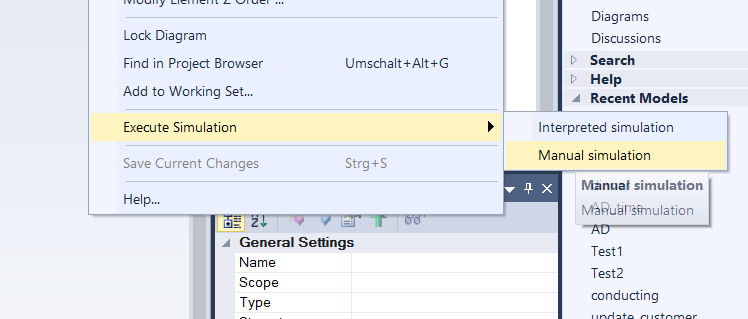 Modify Element Z Order ...
Lock Diagram
Find in Project Browser Umschalt+Alt+G
Add to Working Set...
Execute Simulation
Save Current Changes Strg+S
Help...
Interpreted simulation
Manual simulation
Manual simulation
Manual simulation
General Settings
Name
Scope
Type
Diagrams
Discussions
Search
Help
Recent Models
AD_time
AD
Test1
Test2
conducting
update_customer